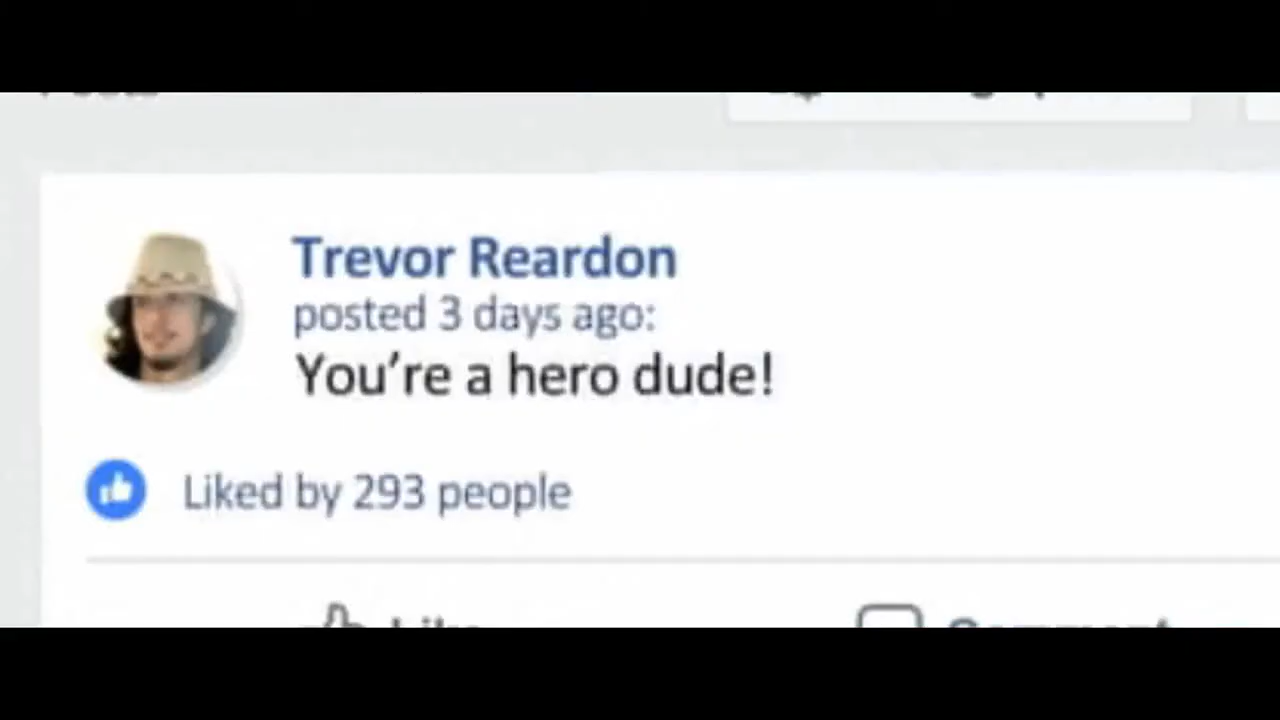 Trevor Reardon
posted 3 days ago:
You're a hero dude!
Liked by 293 people